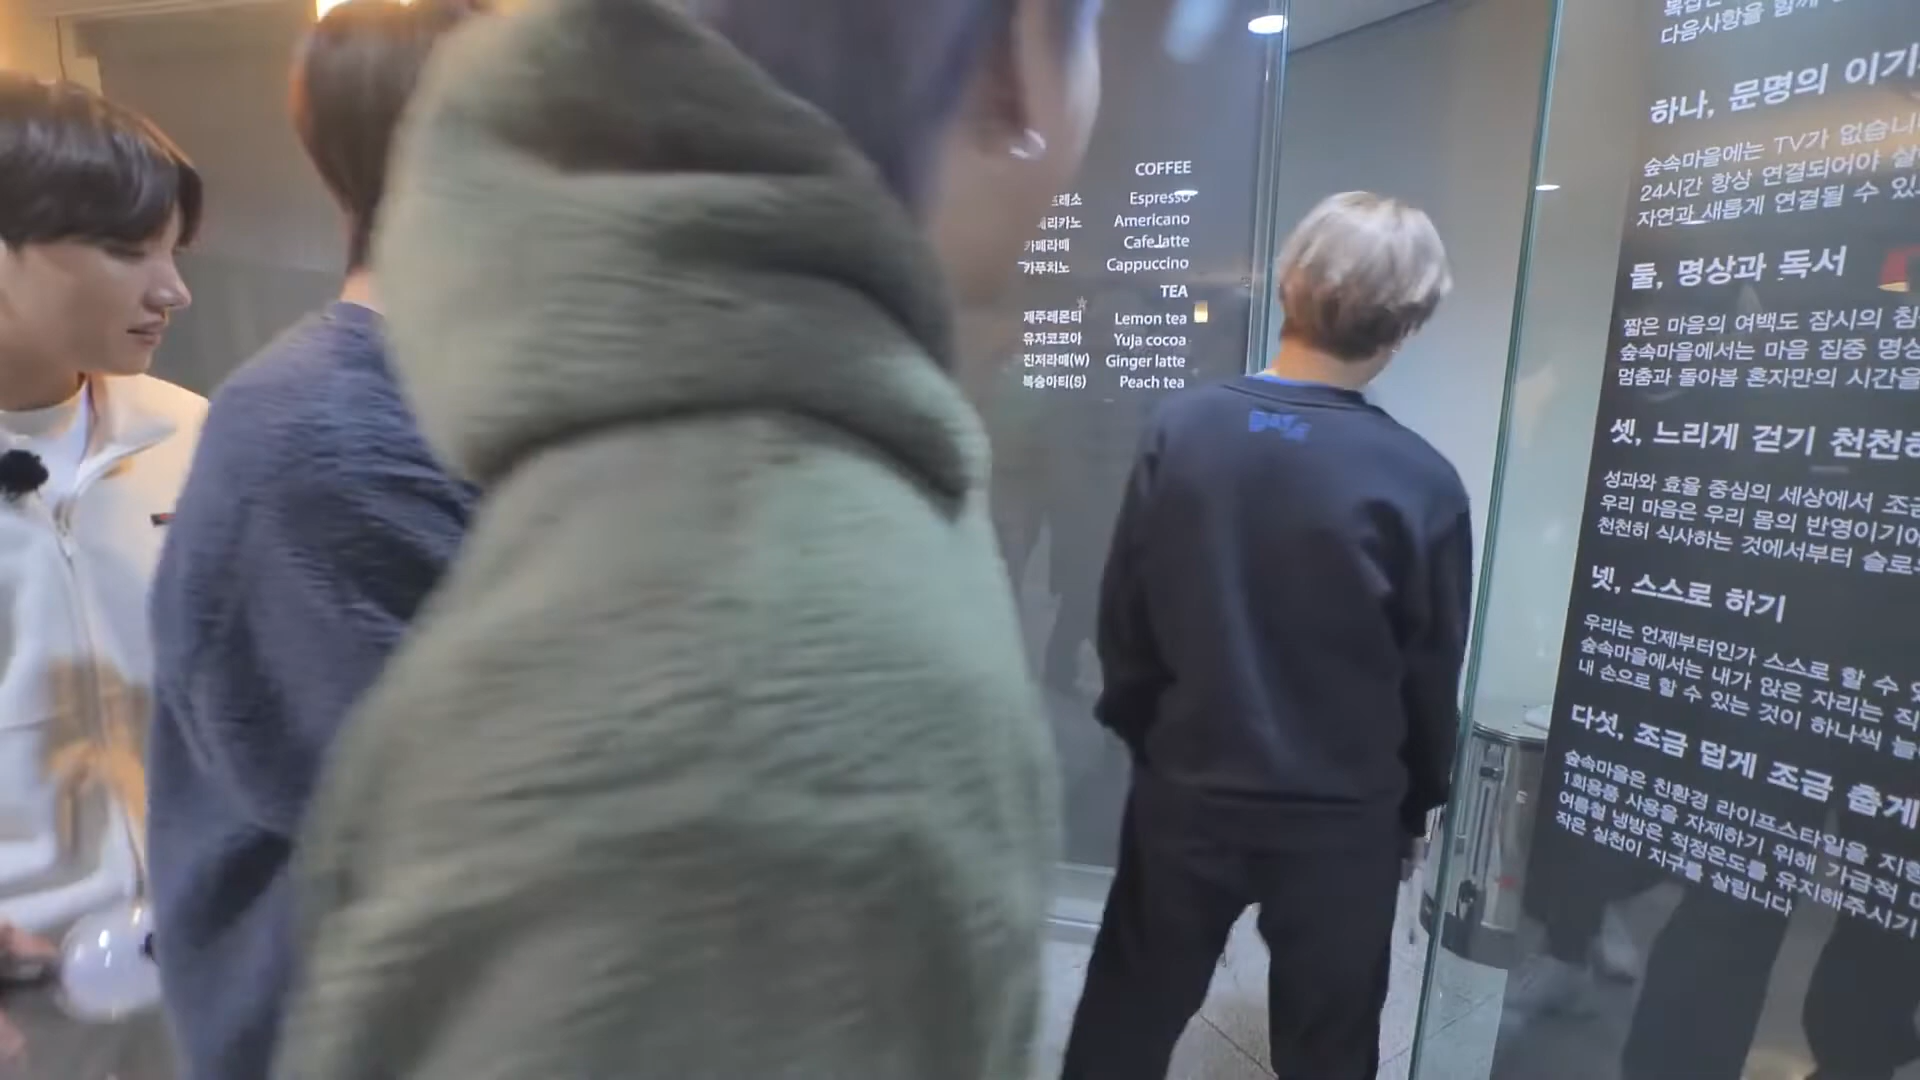 COFFEE
Espresso
아메리카노 Americano
카페라떼 Cafe latte
카푸치노 Cappuccino
TEA
제주레몬티 Lemon tea
유자코코아 Yuja cocoa
진저라떼(W) Ginger latte
복숭아티(S) Peach tea
다음사항을 함께
하나, 문명의 이기
숲속마을에는 TV가 없습니
24시간 항상 연결되어야
자연과 새롭게 연결될 수 있
둘, 명상과 독서
짧은 마음의 여백도 잠시의 침
숲속마을에서는 마음 집중 명상
멈춤과 돌아봄 혼자만의 시간을
셋, 느리게 걷기 천천히
성과와 효율 중심의 세상에서 조금
우리 마음은 우리 몸의 반영이기에
천천히 식사하는 것에서부터 슬로우
넷, 스스로 하기
우리는 언제부터인가 스스로 할 수 있
숲속마을에서는 내가 앉은 자리는 직
내 손으로 할 수 있는 것이 하나씩 늘
다섯, 조금 덥게 조금 춥게
숲속마을은 친환경 라이프스타일을 지향
1회용품 사용을 자제하기 위해 가급적
여름철 냉방은 적정온도를 유지해주시기
작은 실천이 지구를 살립니다